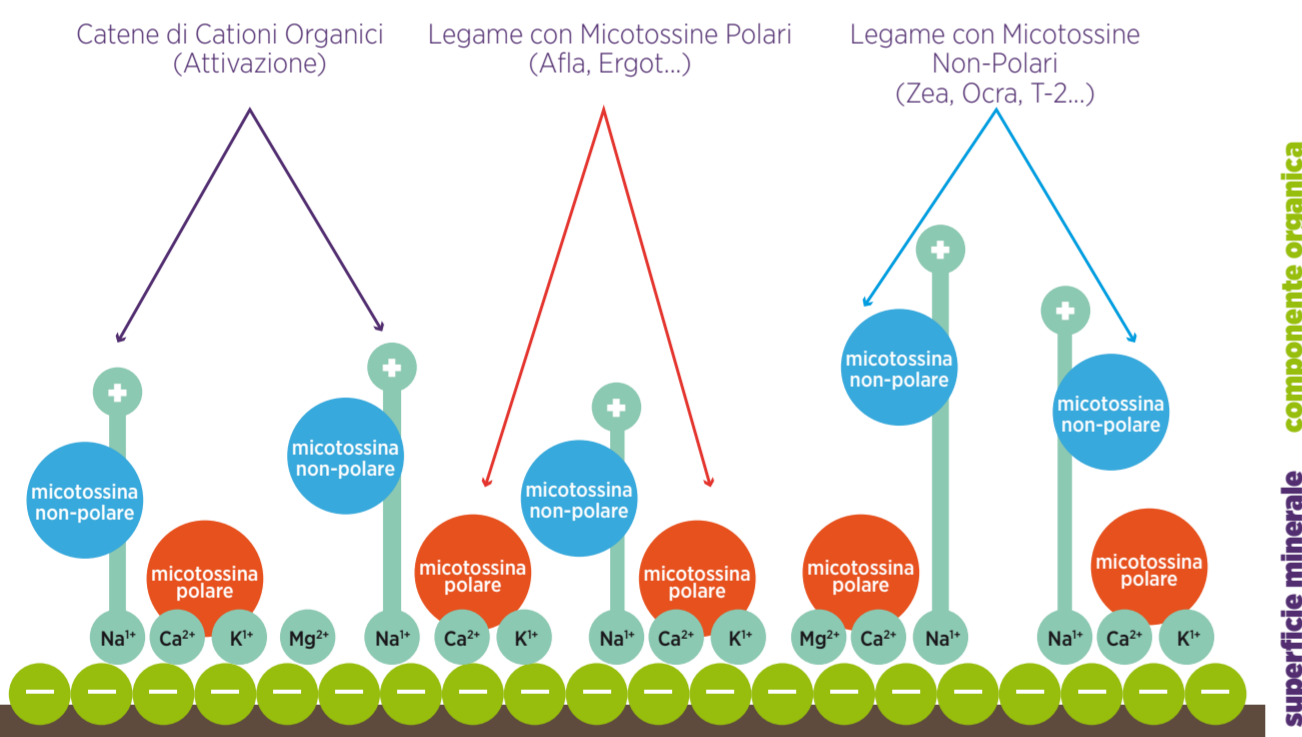 Catene di Cationi Organici
(Attivazione)
Legame con Micotossine Polari
(Afla, Ergot...)
Legame con Micotossine
Non-Polari
(Zea, Ocra, T-2...)
micotossina
non-polare
micotossina
non-polare
micotossina
non-polare
micotossina
non-polare
micotossina
non-polare
micotossina
polare
micotossina
polare
micotossina
polare
micotossina
polare
micotossina
polare
Na¹⁺ Ca²⁺ K¹⁺ Mg²⁺ Na¹⁺ Ca²⁺ K¹⁺ Na¹⁺ Ca²⁺ K¹⁺ Mg²⁺ Ca²⁺ Na¹⁺ Na¹⁺ Ca²⁺ K¹⁺
componente organica
superficie minerale